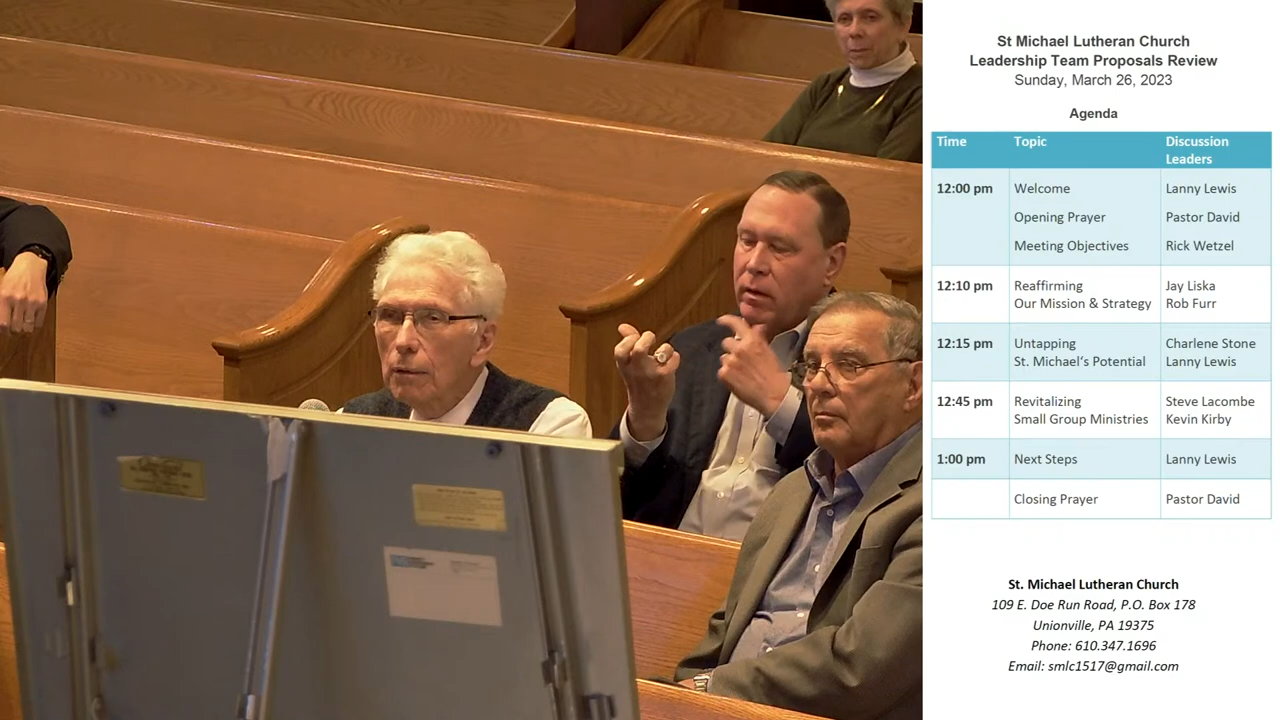 St Michael Lutheran Church
Leadership Team Proposals Review
Sunday, March 26, 2023
Agenda
Time Topic Discussion
Leaders
12:00 pm Welcome Lanny Lewis
Opening Prayer Pastor David
Meeting Objectives Rick Wetzel
12:10 pm Reaffirming Jay Liska
Our Mission & Strategy Rob Furr
12:15 pm Untapping Charlene Stone
St. Michael's Potential Lanny Lewis
12:45 pm Revitalizing Steve Lacombe
Small Group Ministries Kevin Kirby
1:00 pm Next Steps Lanny Lewis
Closing Prayer Pastor David
St. Michael Lutheran Church
109 E. Doe Run Road, P.O. Box 178
Unionville, PA 19375
Phone: 610.347.1696
Email: smlc1517@gmail.com